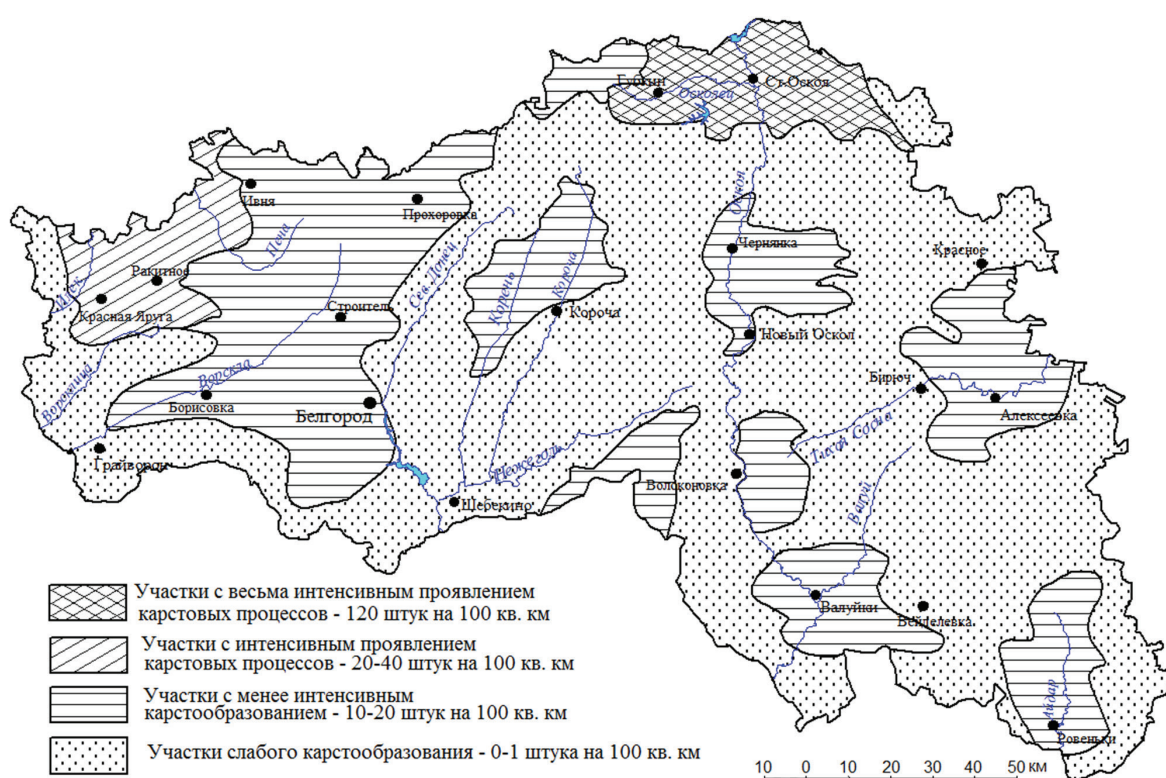 Губкин
Ст.Оскол
Осколец
Ивня
Прохоровка
Пена
Оскол
Сев.Донец
Чернянка
Красное
Ракитное
Илек
Корень
Короча
Красная Яруга
Строитель
Короча
Новый Оскол
Ворскла
Бирюч
Ворсклица
Борисовка
Белгород
Алексеевка
Тихая Сосна
Грайворон
Нежеголь
Волоконовка
Валуй
Шебекино
Участки с весьма интенсивным проявлением
карстовых процессов - 120 штук на 100 кв. км
Валуйки
Вейделевка
Участки с интенсивным проявлением
карстовых процессов - 20-40 штук на 100 кв. км
Участки с менее интенсивным
карстообразованием - 10-20 штук на 100 кв. км
Айдар
Ровеньки
Участки слабого карстообразования - 0-1 штука на 100 кв. км
10 0 10 20 30 40 50 км